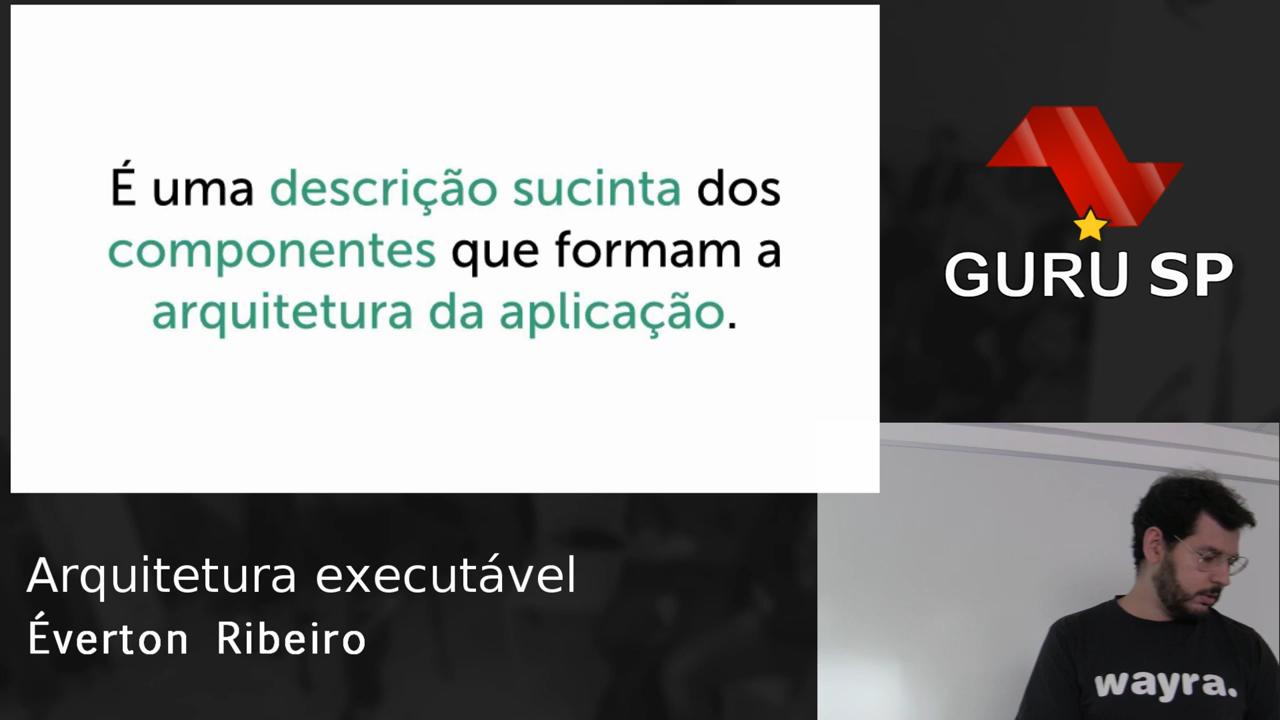 É uma descrição sucinta dos
componentes que formam a
arquitetura da aplicação.
GURU SP
Arquitetura executável
Éverton Ribeiro
wayra.